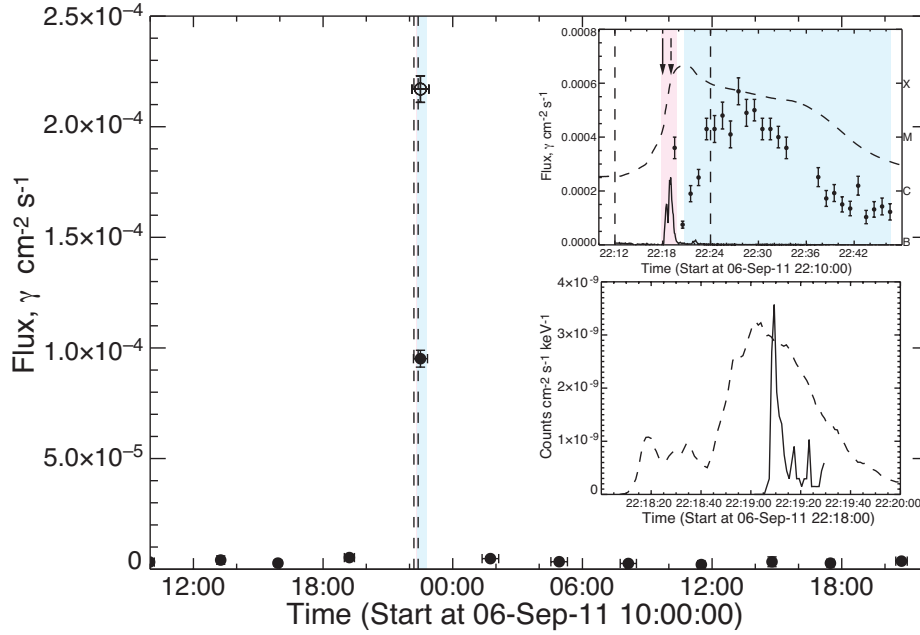 2.0×10-4
1.5×10-4
1.0×10-4
5.0×10-5
0
Flux, γ cm-2 s-1
12:00 18:00 00:00 06:00 12:00 18:00
Time (Start at 06-Sep-11 10:00:00)
0.0008
0.0006
0.0004
0.0002
0.0000
Flux, γ cm-2 s-1
X
M
C
B
22:12 22:18 22:24 22:30 22:36 22:42
Time (Start at 06-Sep-11 22:10:00)
4×10-9
3×10-9
2×10-9
1×10-9
0
Counts cm-2 s-1 keV-1
22:18:20 22:18:40 22:19:00 22:19:20 22:19:40 22:20:00
Time (Start at 06-Sep-11 22:18:00)